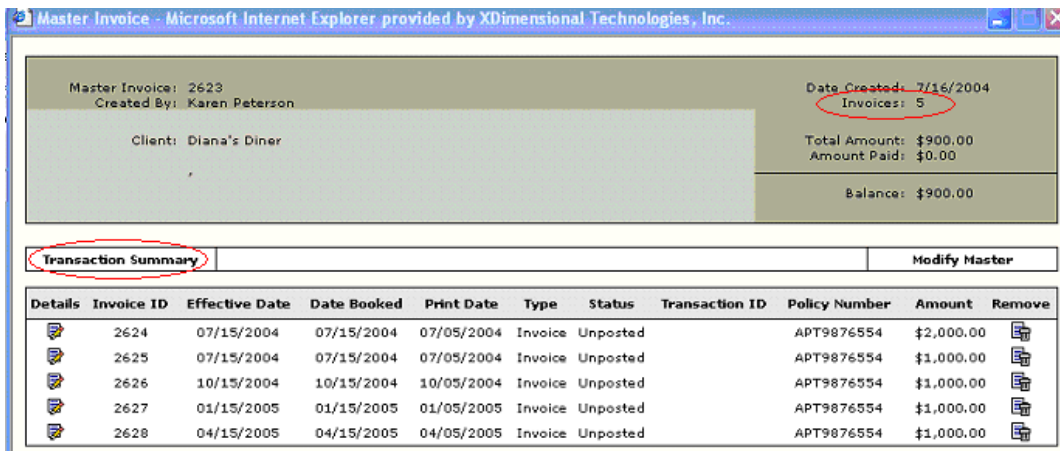 Master Invoice - Microsoft Internet Explorer provided by XDimensional Technologies, Inc.
Master Invoice: 2623
Created By: Karen Peterson
Client: Diana's Diner
,
Date Created: 7/16/2004
Invoices: 5
Total Amount: $900.00
Amount Paid: $0.00
Balance: $900.00
Transaction Summary Modify Master
Details Invoice ID Effective Date Date Booked Print Date Type Status Transaction ID Policy Number Amount Remove
2624 07/15/2004 07/15/2004 07/05/2004 Invoice Unposted APT9876554 $2,000.00
2625 07/15/2004 07/15/2004 07/05/2004 Invoice Unposted APT9876554 $1,000.00
2626 10/15/2004 10/15/2004 10/05/2004 Invoice Unposted APT9876554 $1,000.00
2627 01/15/2005 01/15/2005 01/05/2005 Invoice Unposted APT9876554 $1,000.00
2628 04/15/2005 04/15/2005 04/05/2005 Invoice Unposted APT9876554 $1,000.00